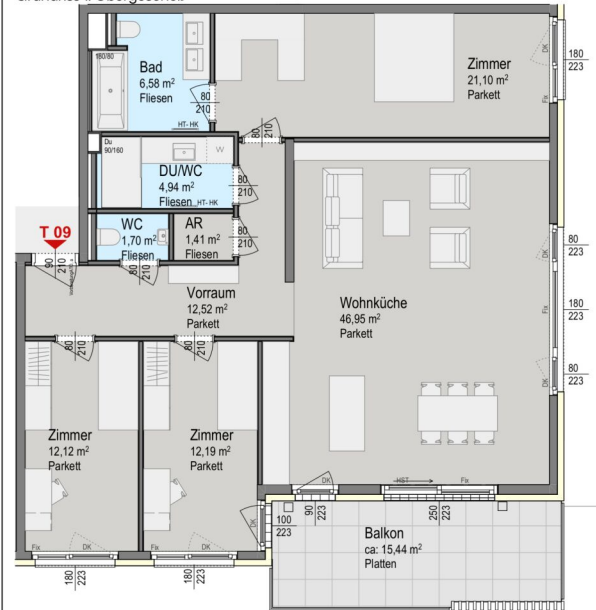 180/80
Bad
6,58 m²
Fliesen
80
210
HT- HK
Zimmer
21,10 m²
Parkett
DK
Fix
180
223
Du
90/160
VV
DU/WC
4,94 m²
Fliesen HT- HK
80
210
80
210
WC
1,70 m²
Fliesen
80
210
AR
1,41 m²
Fliesen
80
210
T 09
90
210
Vorraum
12,52 m²
Parkett
Wohnküche
46,95 m²
Parkett
DK
80
223
Fix
180
223
DK
80
223
80
210
80
210
Zimmer
12,12 m²
Parkett
Zimmer
12,19 m²
Parkett
Fix
DK
180
223
Fix
DK
180
223
DK
100
223
DK
90
223
HST
Fix
250
223
Balkon
ca: 15,44 m²
Platten